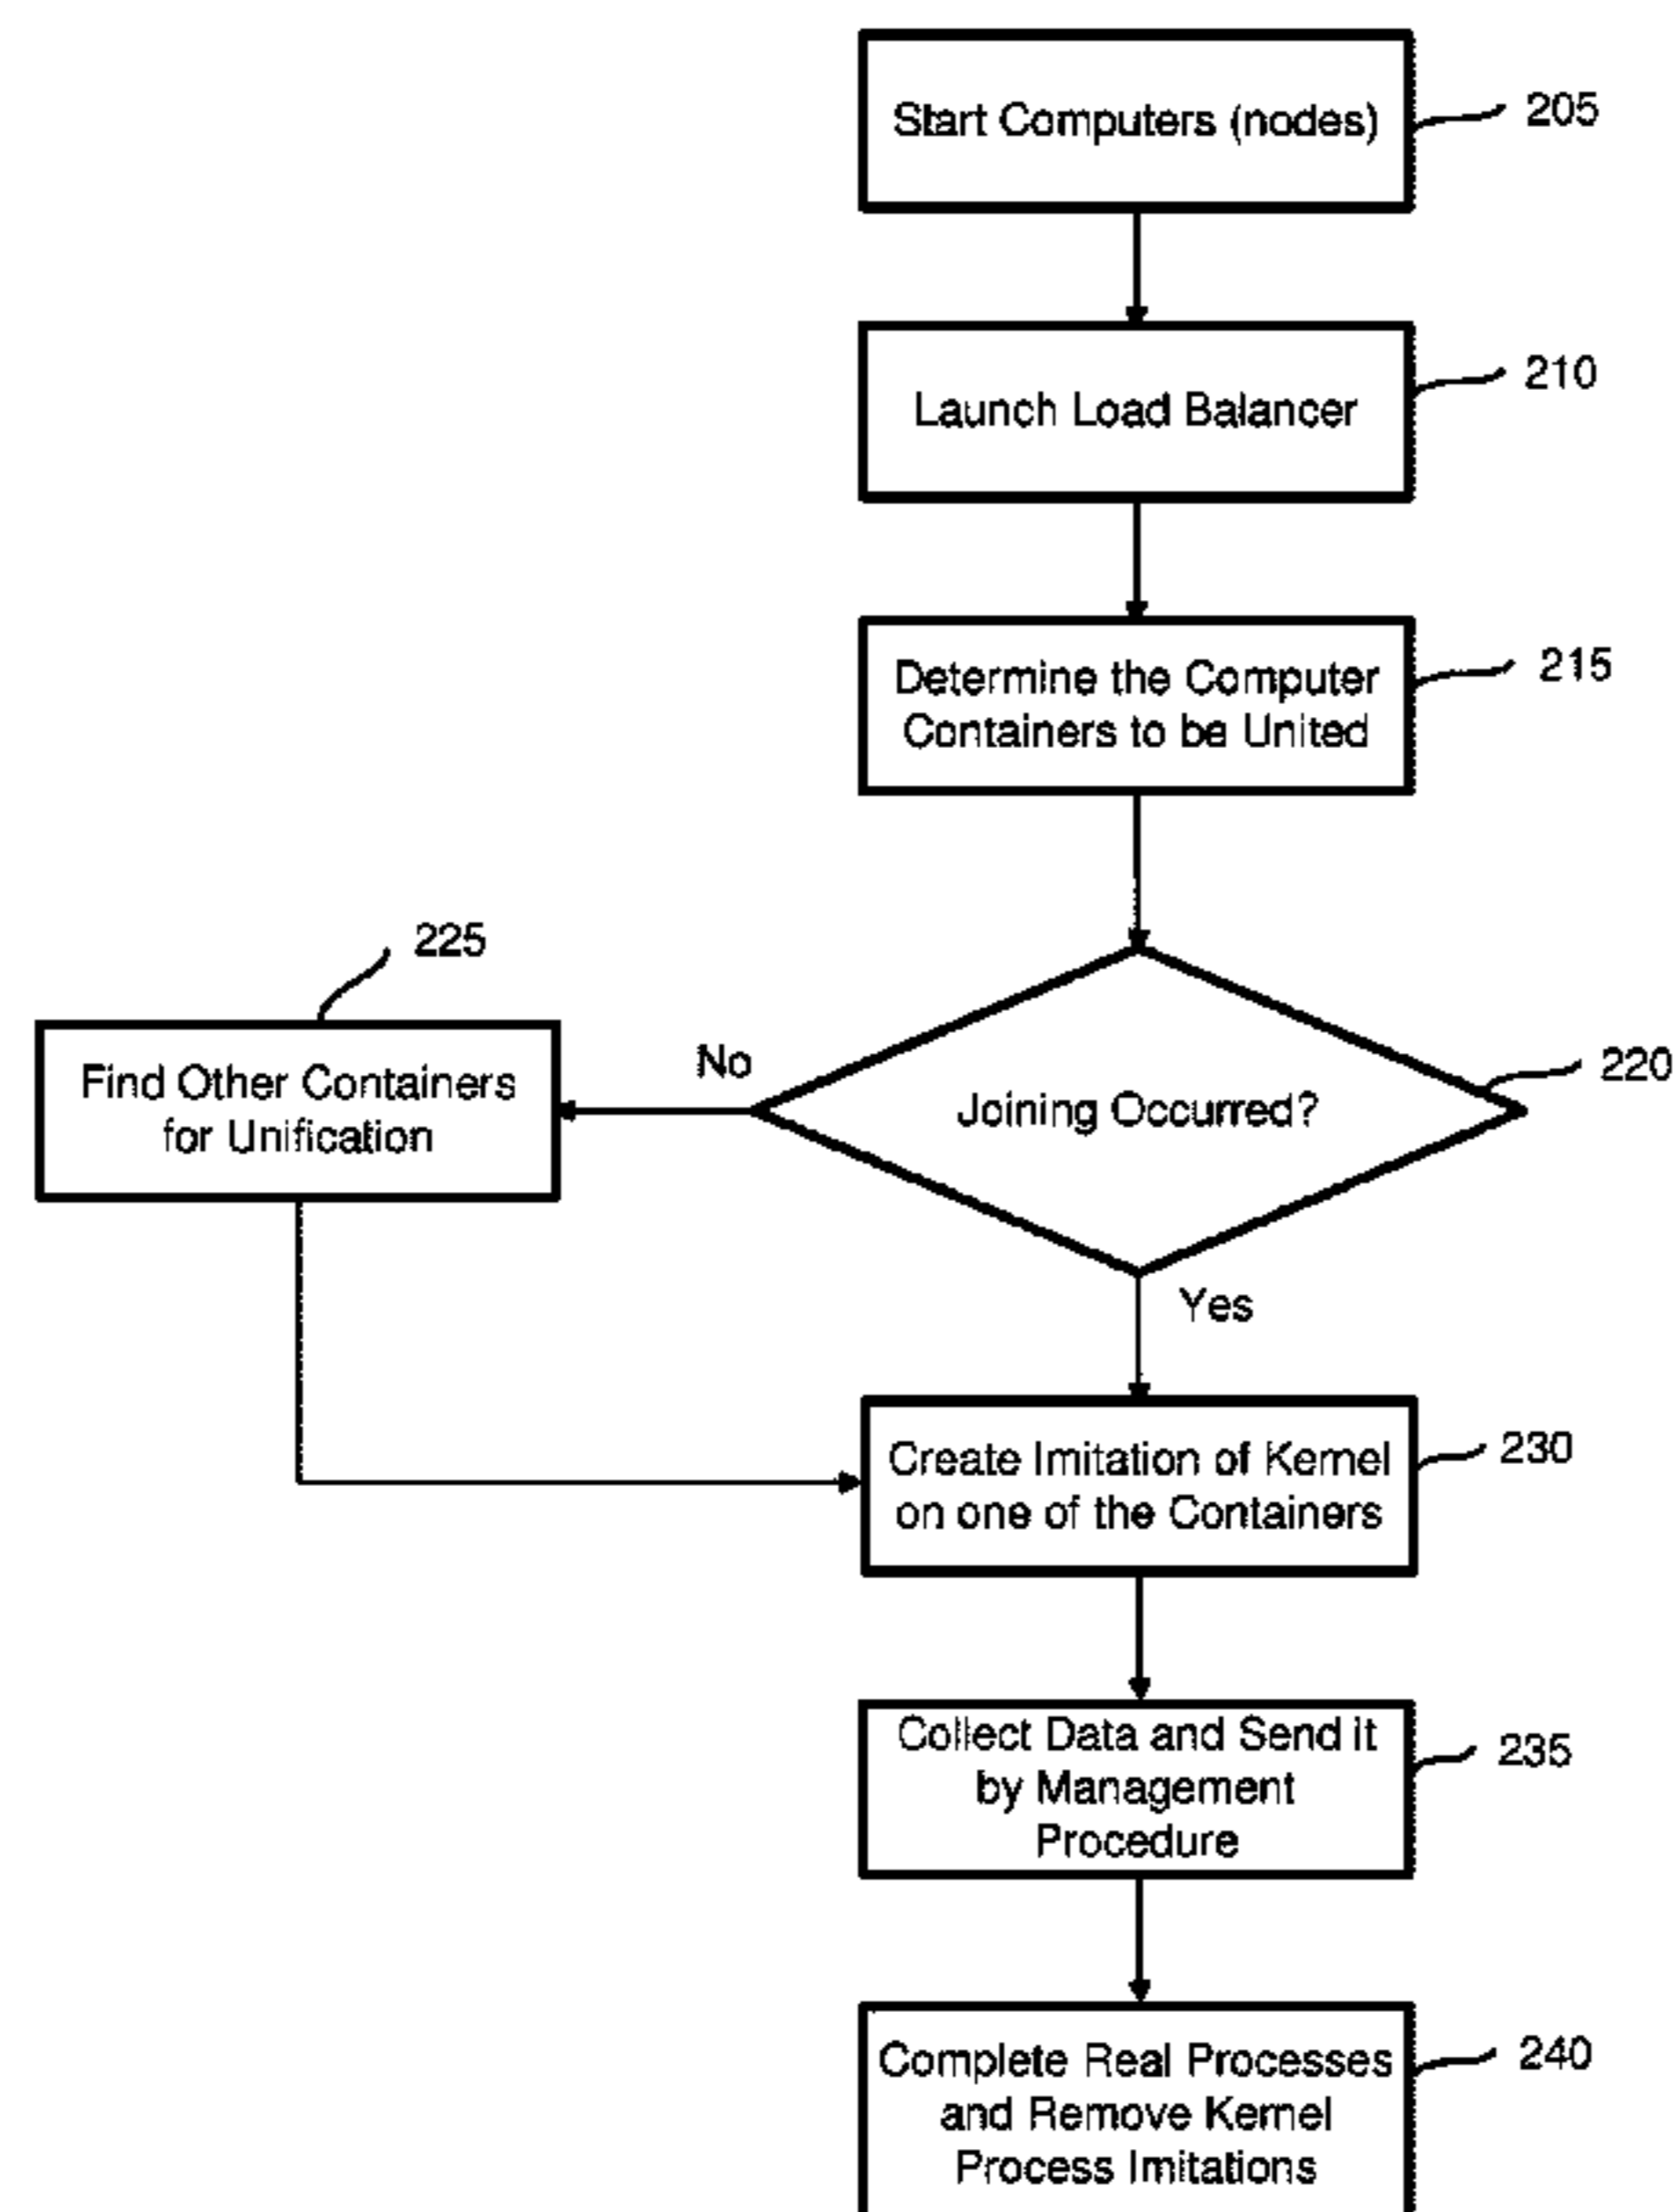 Start Computers (nodes)
205
Launch Load Balancer
210
Determine the Computer
Containers to be United
215
225
Find Other Containers
for Unification
No
Joining Occurred?
220
Yes
Create Imitation of Kernel
on one of the Containers
230
Collect Data and Send it
by Management
Procedure
235
Complete Real Processes
and Remove Kernel
Process Imitations
240